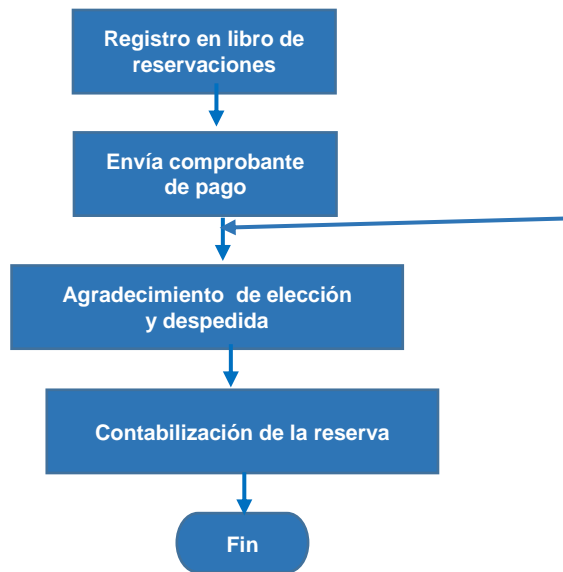 Registro en libro de
reservaciones
Envía comprobante
de pago
Agradecimiento de elección
y despedida
Contabilización de la reserva
Fin